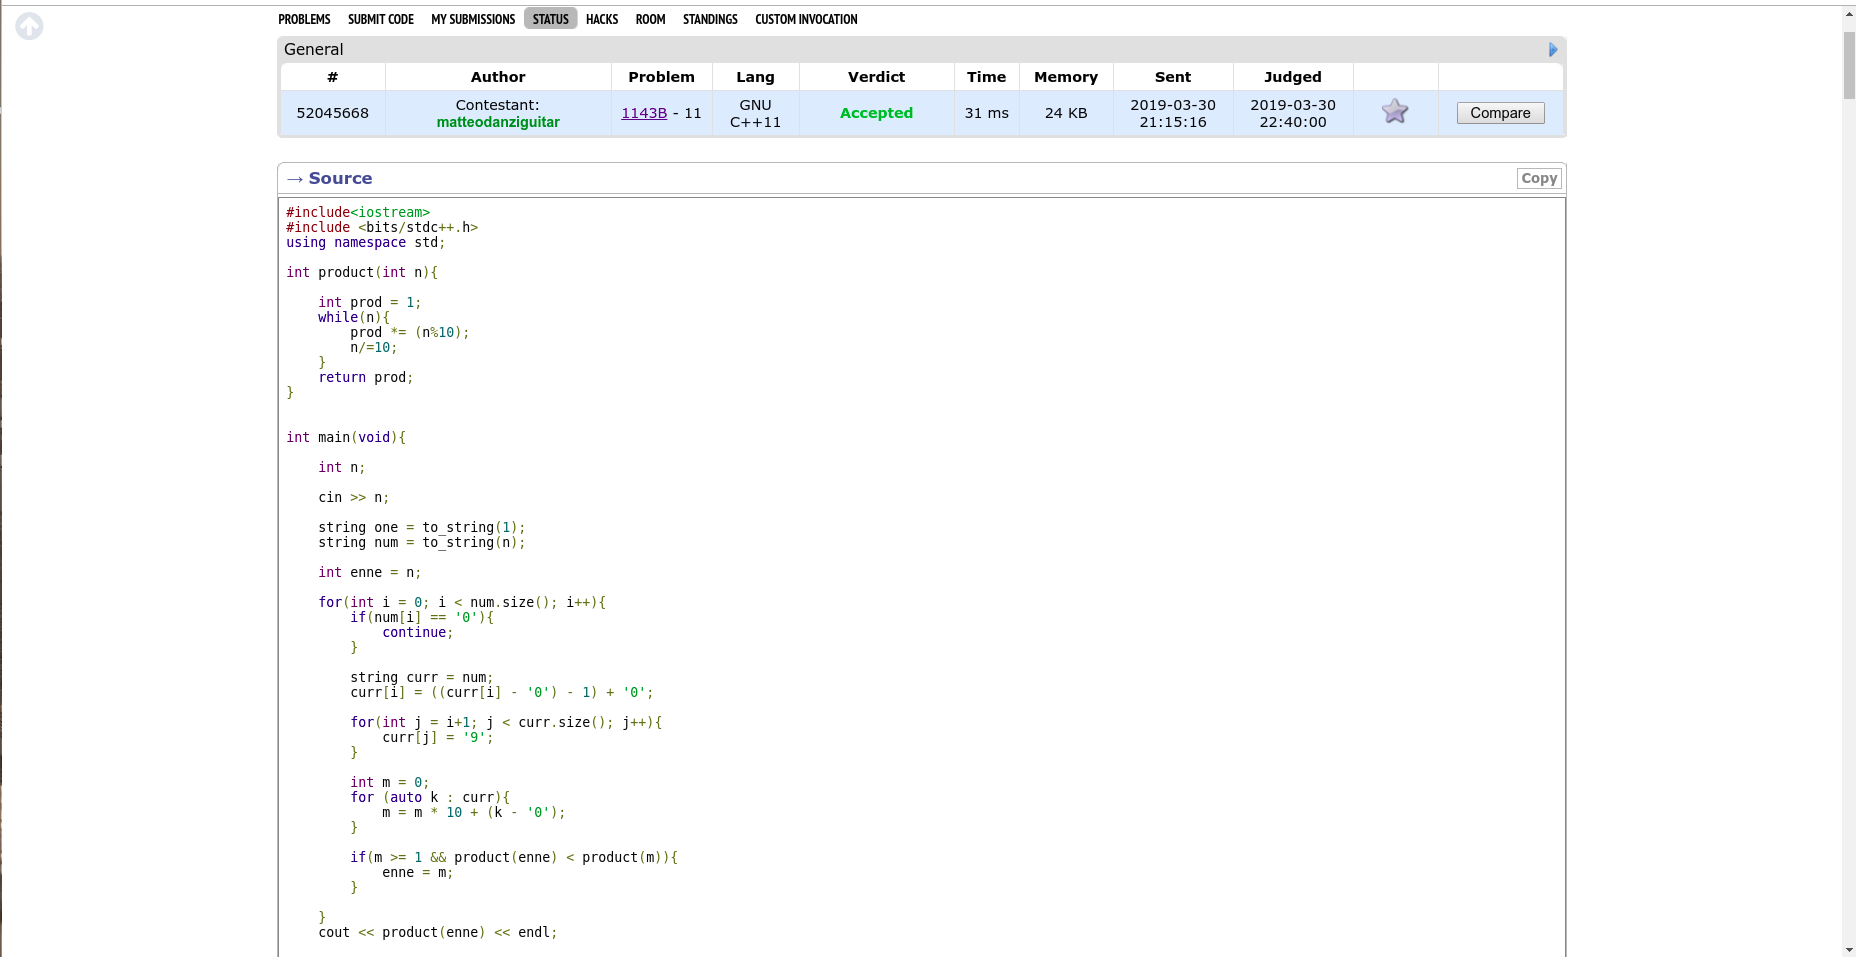 PROBLEMS SUBMIT CODE MY SUBMISSIONS STATUS HACKS ROOM STANDINGS CUSTOM INVOCATION
General
# Author Problem Lang Verdict Time Memory Sent Judged
52045668 Contestant: matteodanziguitar 1143B - 11 GNU C++11 Accepted 31 ms 24 KB 2019-03-30 21:15:16 2019-03-30 22:40:00 Compare
→ Source Copy
#include<iostream>
#include <bits/stdc++.h>
using namespace std;
int product(int n){
    int prod = 1;
    while(n){
        prod *= (n%10);
        n/=10;
    }
    return prod;
}
int main(void){
    int n;
    cin >> n;
    string one = to_string(1);
    string num = to_string(n);
    int enne = n;
    for(int i = 0; i < num.size(); i++){
        if(num[i] == '0'){
            continue;
        }
        string curr = num;
        curr[i] = ((curr[i] - '0') - 1) + '0';
        for(int j = i+1; j < curr.size(); j++){
            curr[j] = '9';
        }
        int m = 0;
        for (auto k : curr){
            m = m * 10 + (k - '0');
        }
        if(m >= 1 && product(enne) < product(m)){
            enne = m;
        }
    }
    cout << product(enne) << endl;